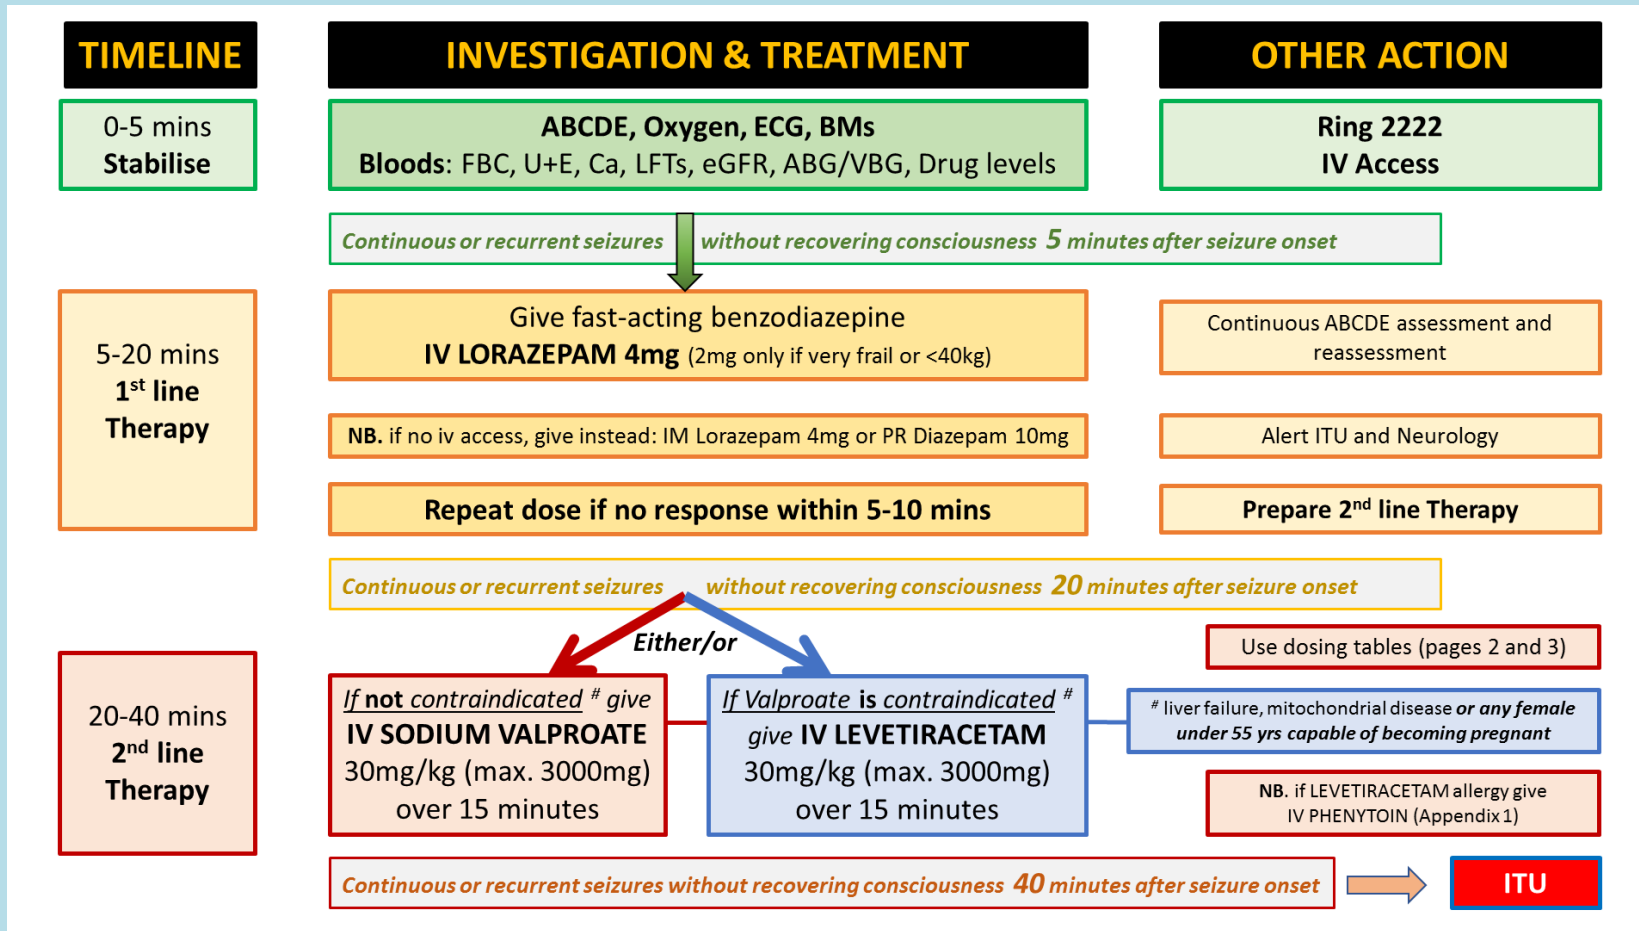 TIMELINE
INVESTIGATION & TREATMENT
OTHER ACTION
0-5 mins
Stabilise
ABCDE, Oxygen, ECG, BMs
Bloods: FBC, U+E, Ca, LFTs, eGFR, ABG/VBG, Drug levels
Ring 2222
IV Access
Continuous or recurrent seizures without recovering consciousness 5 minutes after seizure onset
5-20 mins
1st line
Therapy
Give fast-acting benzodiazepine
IV LORAZEPAM 4mg (2mg only if very frail or <40kg)
Continuous ABCDE assessment and
reassessment
NB. if no iv access, give instead: IM Lorazepam 4mg or PR Diazepam 10mg
Alert ITU and Neurology
Repeat dose if no response within 5-10 mins
Prepare 2nd line Therapy
Continuous or recurrent seizures without recovering consciousness 20 minutes after seizure onset
Either/or
20-40 mins
2nd line
Therapy
If not contraindicated # give
IV SODIUM VALPROATE
30mg/kg (max. 3000mg)
over 15 minutes
If Valproate is contraindicated #
give IV LEVETIRACETAM
30mg/kg (max. 3000mg)
over 15 minutes
Use dosing tables (pages 2 and 3)
# liver failure, mitochondrial disease or any female
under 55 yrs capable of becoming pregnant
NB. if LEVETIRACETAM allergy give
IV PHENYTOIN (Appendix 1)
Continuous or recurrent seizures without recovering consciousness 40 minutes after seizure onset
ITU